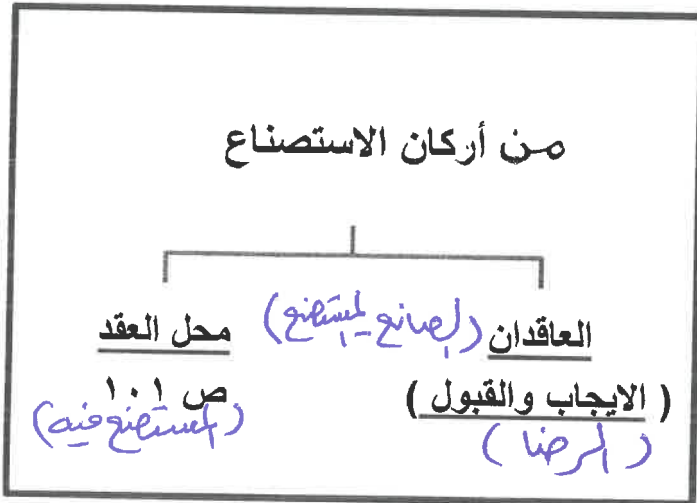 من أركان الاستصناع
العاقدان (الصانع المستصنع) محل العقد
( الايجاب والقبول ) ص ١٠١
(الرضا) (المستصنع فيه)